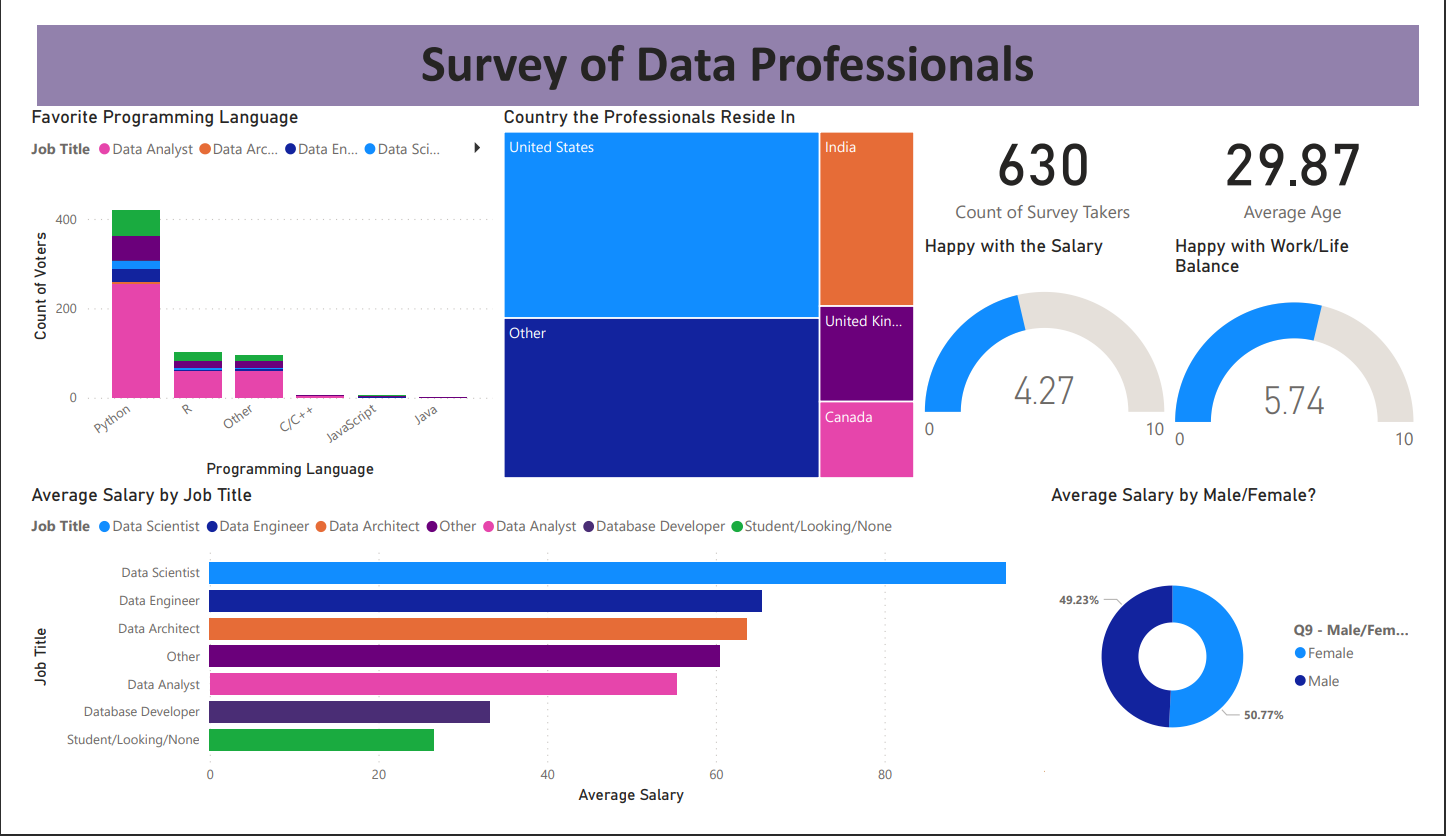 Survey of Data Professionals
Favorite Programming Language
Job Title Data Analyst Data Arc... Data En... Data Sci...
Count of Voters
400
200
0
Python
R
Other
C/C++
JavaScript
Java
Programming Language
Country the Professionals Reside In
United States
Other
India
United Kin...
Canada
630
Count of Survey Takers
29.87
Average Age
Happy with the Salary
4.27
0
10
Happy with Work/Life
Balance
5.74
0
10
Average Salary by Job Title
Job Title Data Scientist Data Engineer Data Architect Other Data Analyst Database Developer Student/Looking/None
Job Title
Data Scientist
Data Engineer
Data Architect
Other
Data Analyst
Database Developer
Student/Looking/None
0 20 40 60 80
Average Salary
Average Salary by Male/Female?
49.23%
50.77%
Q9 - Male/Fem...
Female
Male